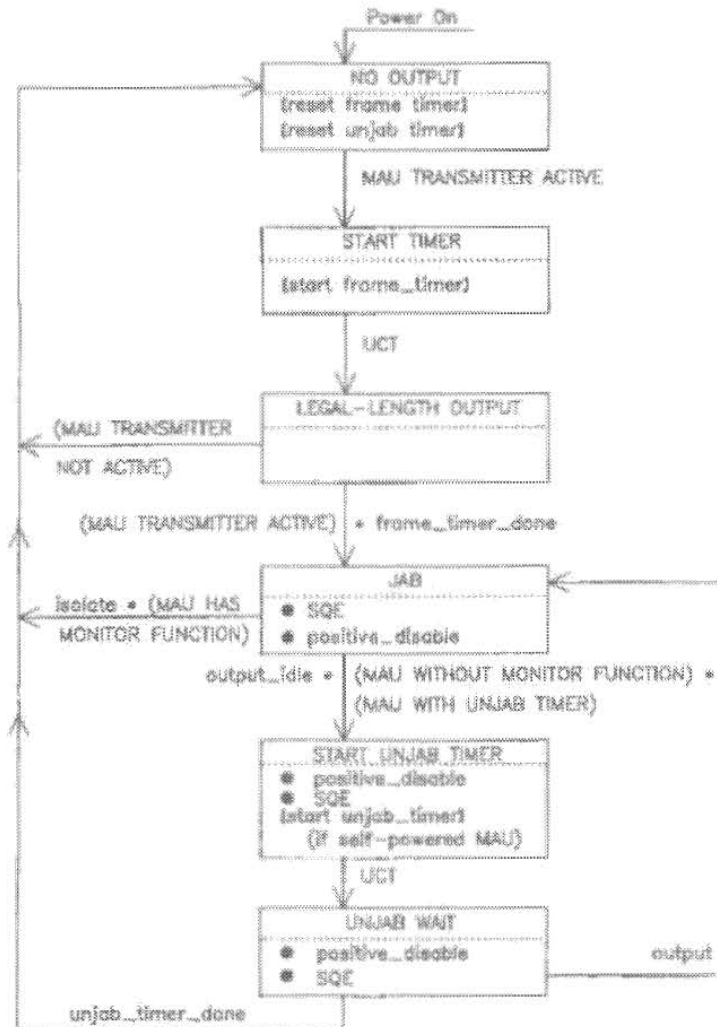 Power On
NO OUTPUT
[reset frame timer]
[reset unjab timer]
MAU TRANSMITTER ACTIVE
START TIMER
[start frame_timer]
UCT
LEGAL-LENGTH OUTPUT
(MAU TRANSMITTER
NOT ACTIVE)
(MAU TRANSMITTER ACTIVE) * frame_timer_done
JAB
● SQE
● positive_disable
isolate * (MAU HAS
MONITOR FUNCTION)
output_idle * (MAU WITHOUT MONITOR FUNCTION) *
(MAU WITH UNJAB TIMER)
START UNJAB TIMER
● positive_disable
● SQE
[start unjab_timer]
(if self-powered MAU)
UCT
UNJAB WAIT
● positive_disable
● SQE
output
unjab_timer_done